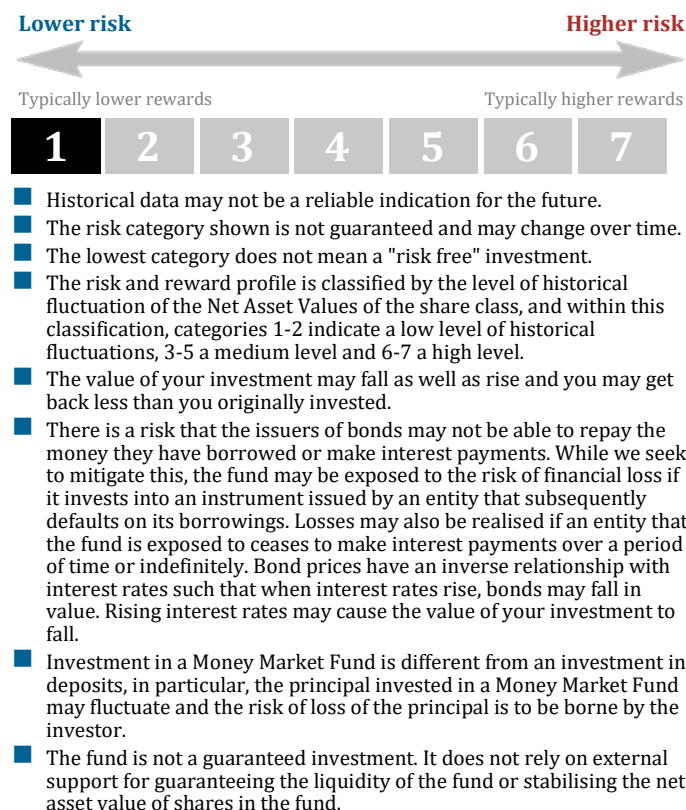 Lower risk Higher risk
Typically lower rewards Typically higher rewards
1 2 3 4 5 6 7
Historical data may not be a reliable indication for the future.
The risk category shown is not guaranteed and may change over time.
The lowest category does not mean a "risk free" investment.
The risk and reward profile is classified by the level of historical
fluctuation of the Net Asset Values of the share class, and within this
classification, categories 1-2 indicate a low level of historical
fluctuations, 3-5 a medium level and 6-7 a high level.
The value of your investment may fall as well as rise and you may get
back less than you originally invested.
There is a risk that the issuers of bonds may not be able to repay the
money they have borrowed or make interest payments. While we seek
to mitigate this, the fund may be exposed to the risk of financial loss if
it invests into an instrument issued by an entity that subsequently
defaults on its borrowings. Losses may also be realised if an entity that
the fund is exposed to ceases to make interest payments over a period
of time or indefinitely. Bond prices have an inverse relationship with
interest rates such that when interest rates rise, bonds may fall in
value. Rising interest rates may cause the value of your investment to
fall.
Investment in a Money Market Fund is different from an investment in
deposits, in particular, the principal invested in a Money Market Fund
may fluctuate and the risk of loss of the principal is to be borne by the
investor.
The fund is not a guaranteed investment. It does not rely on external
support for guaranteeing the liquidity of the fund or stabilising the net
asset value of shares in the fund.